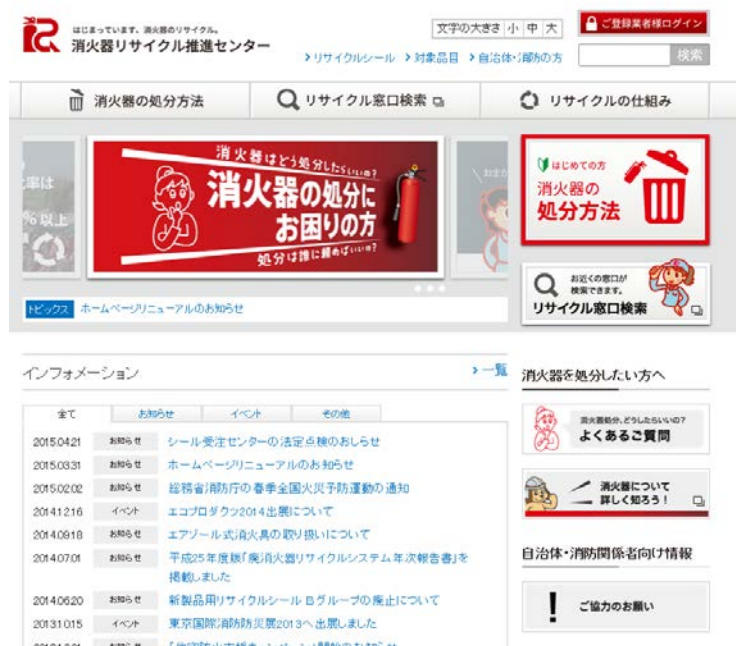 はじまっています、消火器のリサイクル。
消火器リサイクル推進センター
文字の大きさ 小 中 大
ご登録業者様ログイン
リサイクルシール 対象品目 自治体・消防の方
検索
消火器の処分方法
リサイクル窓口検索
リサイクルの仕組み
率は
%以上
消火器はどう処分したらいいの?
消火器の処分に
お困りの方
処分は誰に頼めばいいの?
はじめての方
消火器の
処分方法
お近くの窓口が
検索できます。
リサイクル窓口検索
トピックス ホームページリニューアルのお知らせ
インフォメーション
一覧
全て お知らせ イベント その他
2015.04.21 お知らせ シール受注センターの法定点検のおしらせ
2015.03.31 お知らせ ホームページリニューアルのお知らせ
2015.02.02 お知らせ 総務省消防庁の春季全国火災予防運動の通知
2014.12.16 イベント エコプロダクツ2014出展について
2014.09.18 お知らせ エアゾール式消火具の取り扱いについて
2014.07.01 お知らせ 平成25年度版「廃消火器リサイクルシステム年次報告書」を
掲載しました
2014.06.20 お知らせ 新製品用リサイクルシール Bグループの廃止について
2013.10.15 イベント 東京国際消防防災展2013へ出展しました
消火器を処分したい方へ
消火器処分、どうしたらいいの?
よくあるご質問
消火器について
詳しく知ろう!
自治体・消防関係者向け情報
ご協力のお願い